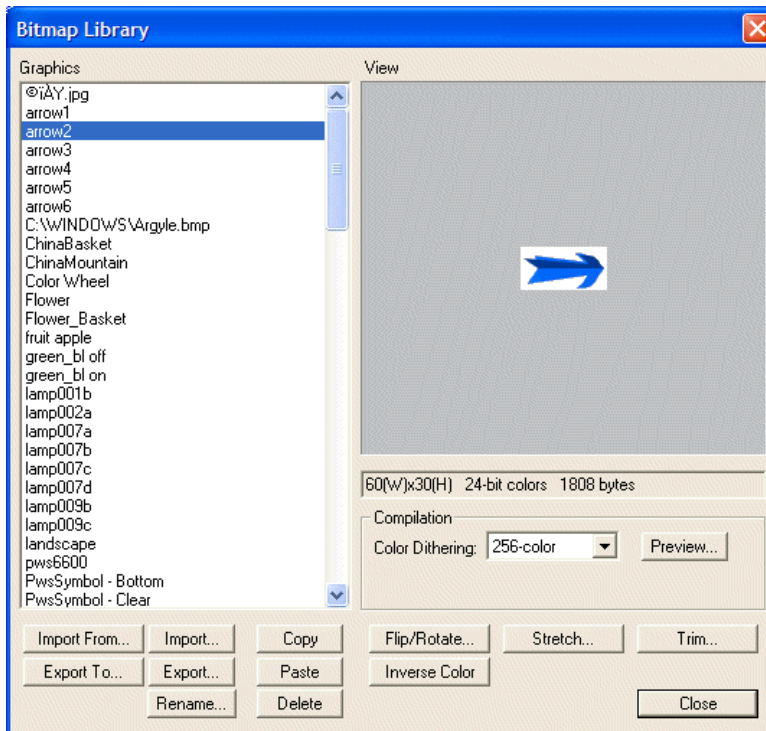 Bitmap Library
Graphics
View
©ïÀY.jpg
arrow1
arrow2
arrow3
arrow4
arrow5
arrow6
C:\WINDOWS\Argyle.bmp
ChinaBasket
ChinaMountain
Color Wheel
Flower
Flower_Basket
fruit apple
green_bl off
green_bl on
lamp001b
lamp002a
lamp007a
lamp007b
lamp007c
lamp007d
lamp009b
lamp009c
landscape
pws6600
PwsSymbol - Bottom
PwsSymbol - Clear
60(W)x30(H) 24-bit colors 1808 bytes
Compilation
Color Dithering: 256-color Preview...
Import From... Import... Copy Flip/Rotate... Stretch... Trim...
Export To... Export... Paste Inverse Color
Rename... Delete Close